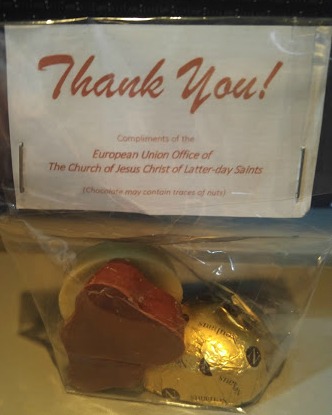 Thank You!
Compliments of the
European Union Office of
The Church of Jesus Christ of Latter-day Saints
(Chocolate may contain traces of nuts)
Neuhaus